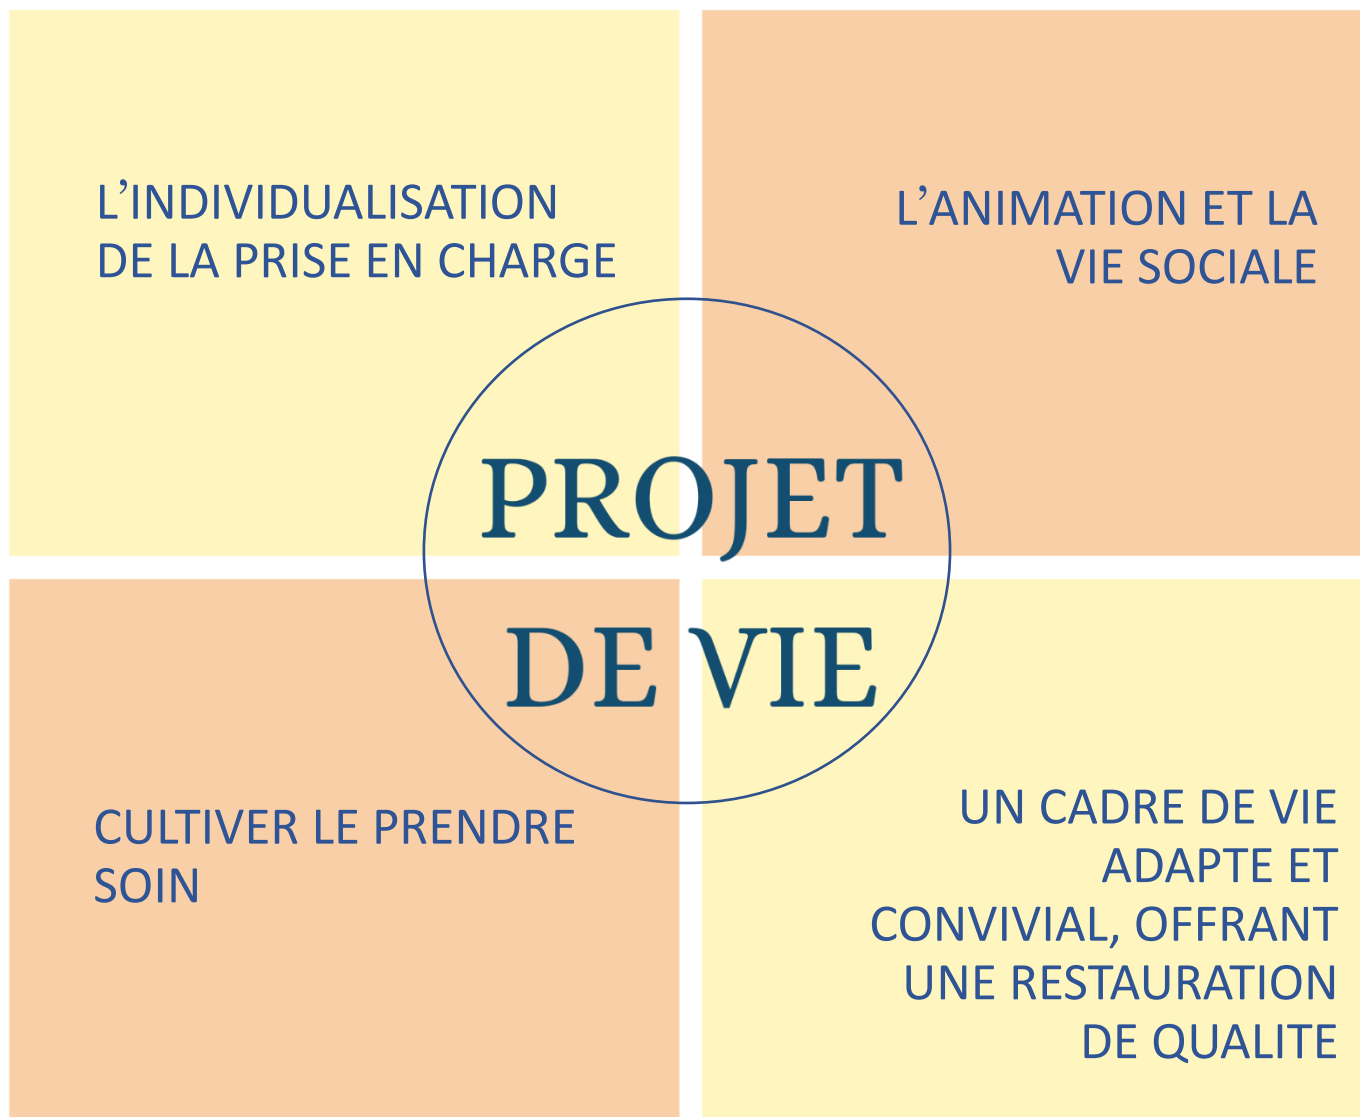 L’INDIVIDUALISATION
DE LA PRISE EN CHARGE
L’ANIMATION ET LA
VIE SOCIALE
PROJET
DE VIE
CULTIVER LE PRENDRE
SOIN
UN CADRE DE VIE
ADAPTE ET
CONVIVIAL, OFFRANT
UNE RESTAURATION
DE QUALITE